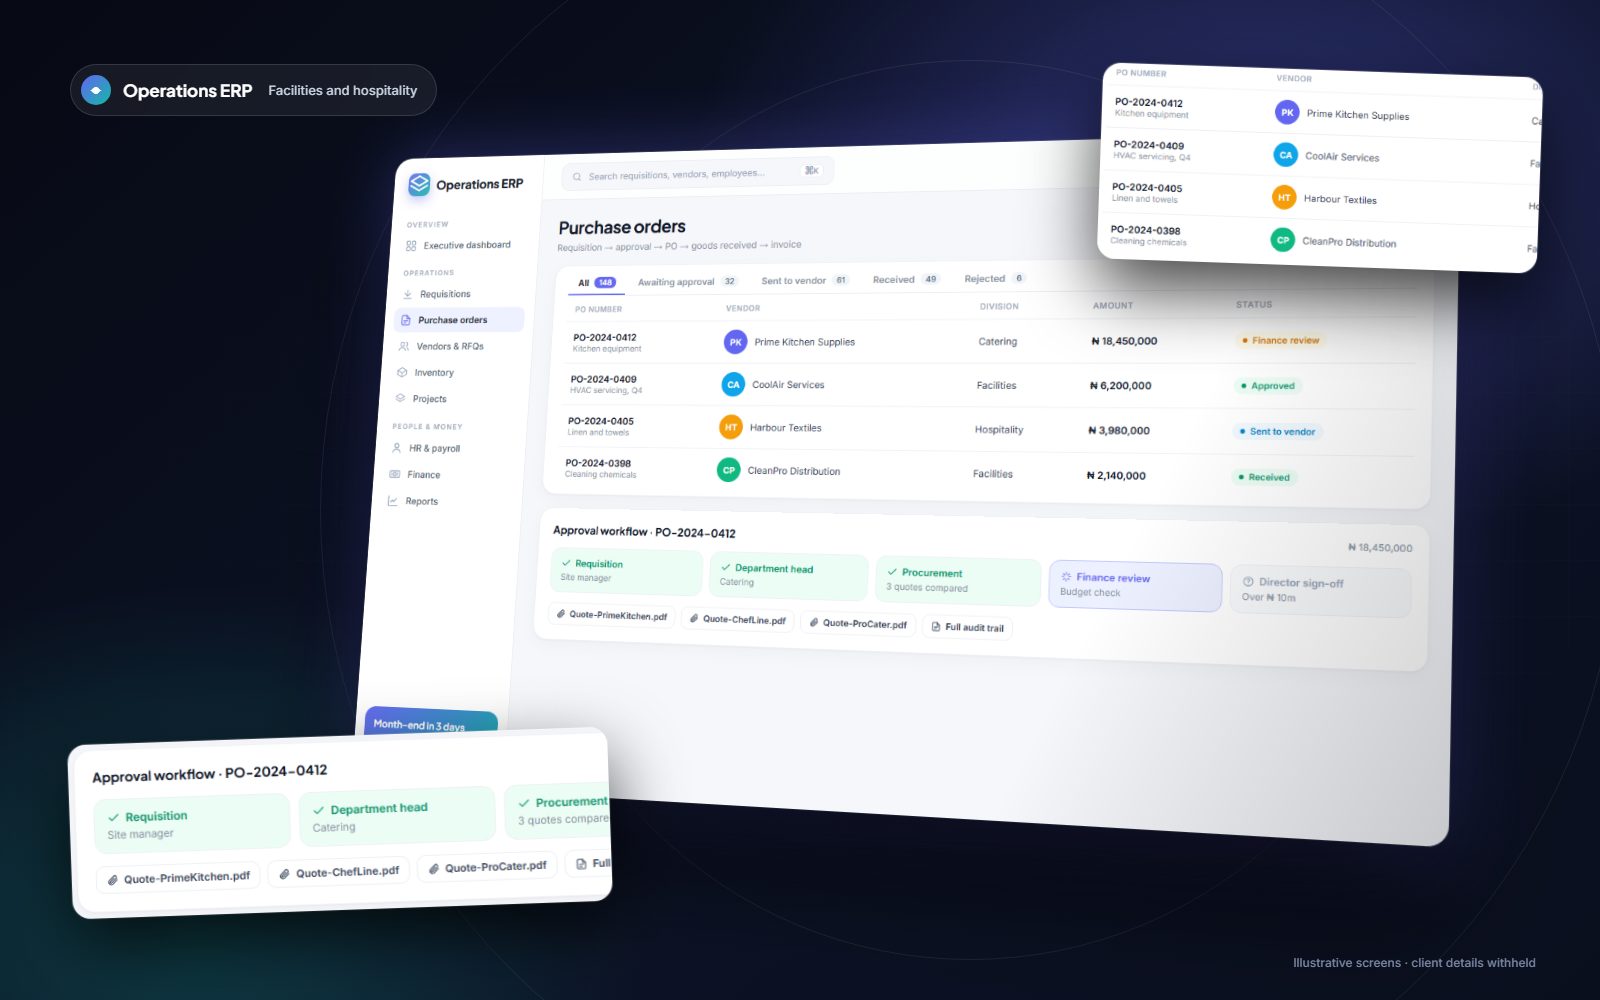 Operations ERP Facilities and hospitality
PO NUMBER VENDOR
PO-2024-0412
Kitchen equipment
PK Prime Kitchen Supplies
PO-2024-0409
HVAC servicing, Q4
CA CoolAir Services
PO-2024-0405
Linen and towels
HT Harbour Textiles
PO-2024-0398
Cleaning chemicals
CP CleanPro Distribution
Operations ERP
Search requisitions, vendors, employees... ⌘K
OVERVIEW
Executive dashboard
OPERATIONS
Requisitions
Purchase orders
Vendors & RFQs
Inventory
Projects
PEOPLE & MONEY
HR & payroll
Finance
Reports
Month-end in 3 days
Purchase orders
Requisition → approval → PO → goods received → invoice
All 148 Awaiting approval 32 Sent to vendor 61 Received 49 Rejected 6
PO NUMBER VENDOR DIVISION AMOUNT STATUS
PO-2024-0412
Kitchen equipment
PK Prime Kitchen Supplies Catering ₦ 18,450,000 Finance review
PO-2024-0409
HVAC servicing, Q4
CA CoolAir Services Facilities ₦ 6,200,000 Approved
PO-2024-0405
Linen and towels
HT Harbour Textiles Hospitality ₦ 3,980,000 Sent to vendor
PO-2024-0398
Cleaning chemicals
CP CleanPro Distribution Facilities ₦ 2,140,000 Received
Approval workflow · PO-2024-0412 ₦ 18,450,000
Requisition
Site manager
Department head
Catering
Procurement
3 quotes compared
Finance review
Budget check
Director sign-off
Over ₦ 10m
Quote-PrimeKitchen.pdf Quote-ChefLine.pdf Quote-ProCater.pdf Full audit trail
Approval workflow · PO-2024-0412
Requisition
Site manager
Department head
Catering
Procurement
3 quotes compare
Quote-PrimeKitchen.pdf Quote-ChefLine.pdf Quote-ProCater.pdf Full
Illustrative screens · client details withheld